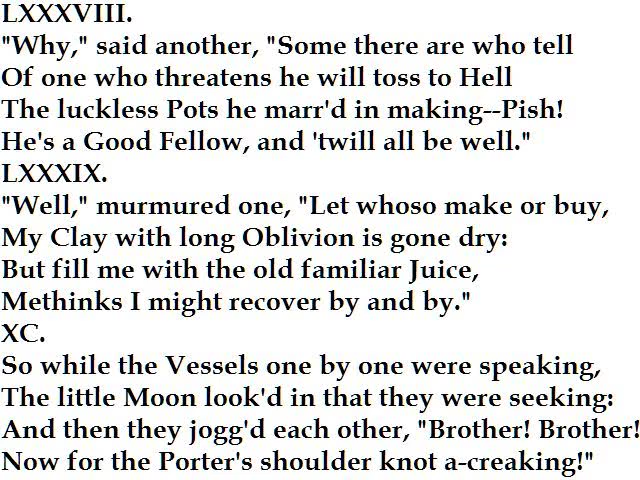 LXXXVIII.
"Why," said another, "Some there are who tell
Of one who threatens he will toss to Hell
The luckless Pots he marr'd in making--Pish!
He's a Good Fellow, and 'twill all be well."
LXXXIX.
"Well," murmured one, "Let whoso make or buy,
My Clay with long Oblivion is gone dry:
But fill me with the old familiar Juice,
Methinks I might recover by and by."
XC.
So while the Vessels one by one were speaking,
The little Moon look'd in that they were seeking:
And then they jogg'd each other, "Brother! Brother!
Now for the Porter's shoulder knot a-creaking!"